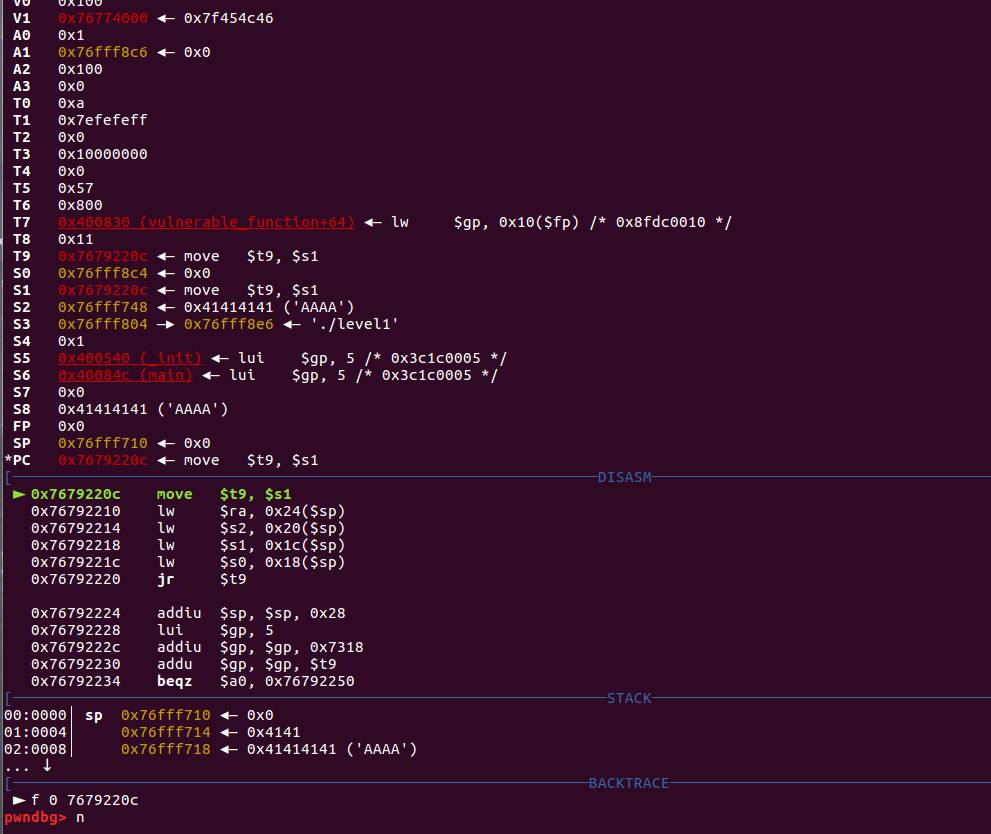 V0 0x100
V1 0x76774000 ◂— 0x7f454c46
A0 0x1
A1 0x76fff8c6 ◂— 0x0
A2 0x100
A3 0x0
T0 0xa
T1 0x7efefeff
T2 0x0
T3 0x10000000
T4 0x0
T5 0x57
T6 0x800
T7 0x400830 (vulnerable_function+64) ◂— lw $gp, 0x10($fp) /* 0x8fdc0010 */
T8 0x11
T9 0x7679220c ◂— move $t9, $s1
S0 0x76fff8c4 ◂— 0x0
S1 0x7679220c ◂— move $t9, $s1
S2 0x76fff748 ◂— 0x41414141 ('AAAA')
S3 0x76fff804 —▸ 0x76fff8e6 ◂— './level1'
S4 0x1
S5 0x400540 (_init) ◂— lui $gp, 5 /* 0x3c1c0005 */
S6 0x40084c (main) ◂— lui $gp, 5 /* 0x3c1c0005 */
S7 0x0
S8 0x41414141 ('AAAA')
FP 0x0
SP 0x76fff710 ◂— 0x0
*PC 0x7679220c ◂— move $t9, $s1
[ DISASM
► 0x7679220c move $t9, $s1
0x76792210 lw $ra, 0x24($sp)
0x76792214 lw $s2, 0x20($sp)
0x76792218 lw $s1, 0x1c($sp)
0x7679221c lw $s0, 0x18($sp)
0x76792220 jr $t9
0x76792224 addiu $sp, $sp, 0x28
0x76792228 lui $gp, 5
0x7679222c addiu $gp, $gp, 0x7318
0x76792230 addu $gp, $gp, $t9
0x76792234 beqz $a0, 0x76792250
[ STACK
00:0000│ sp 0x76fff710 ◂— 0x0
01:0004│ 0x76fff714 ◂— 0x4141
02:0008│ 0x76fff718 ◂— 0x41414141 ('AAAA')
... ↓
[ BACKTRACE
► f 0 7679220c
pwndbg> n